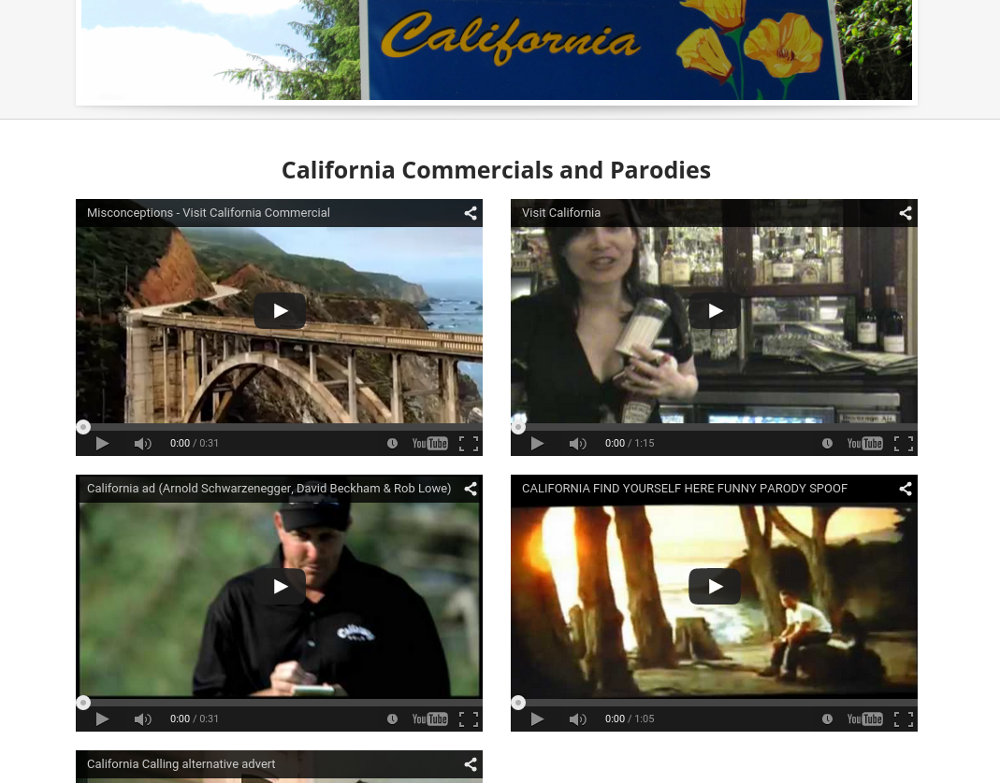 California
California Commercials and Parodies
Misconceptions - Visit California Commercial
Visit California
0:00 / 0:31
YouTube
0:00 / 1:15
YouTube
California ad (Arnold Schwarzenegger, David Beckham & Rob Lowe)
CALIFORNIA FIND YOURSELF HERE FUNNY PARODY SPOOF
0:00 / 0:31
YouTube
0:00 / 1:05
YouTube
California Calling alternative advert